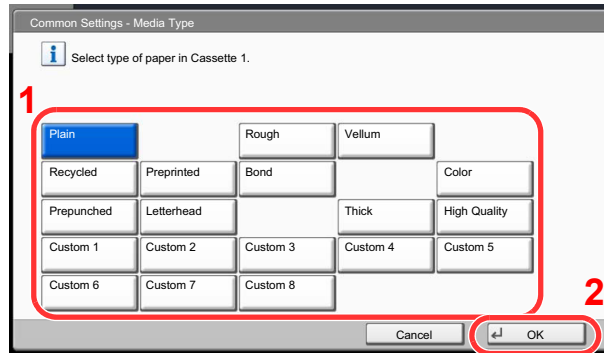 Common Settings - Media Type
i Select type of paper in Cassette 1.
1
Plain Rough Vellum
Recycled Preprinted Bond Color
Prepunched Letterhead Thick High Quality
Custom 1 Custom 2 Custom 3 Custom 4 Custom 5
Custom 6 Custom 7 Custom 8
2
Cancel OK